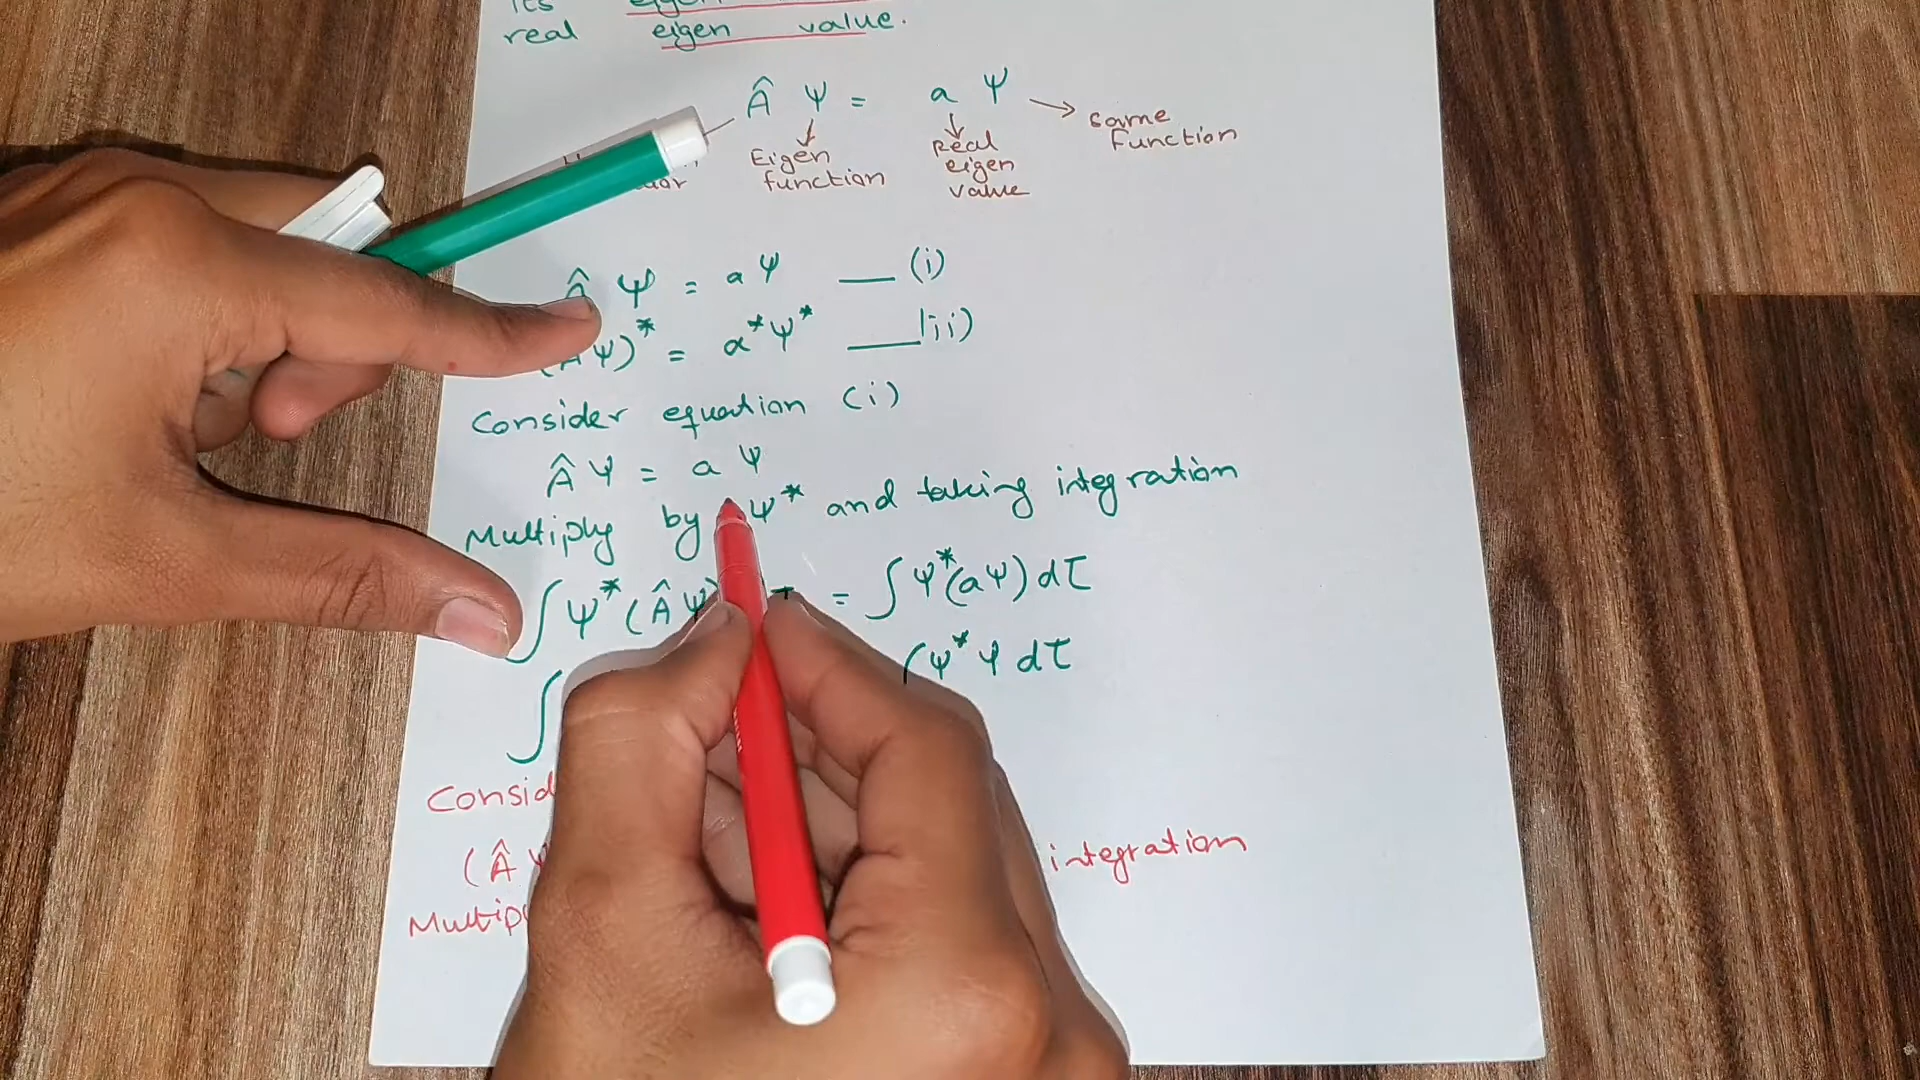 real eigen value.
Â ψ = a ψ → same
Eigen Real function
function eigen
value
Â ψ = a ψ — (i)
(Âψ)* = a*ψ* — (ii)
Consider equation (i)
Â ψ = a ψ
Multiply by ψ* and taking integration
∫ψ*(Âψ) = ∫ψ*(aψ)dτ
∫ ∫ψ*ψ dτ
(Â integration